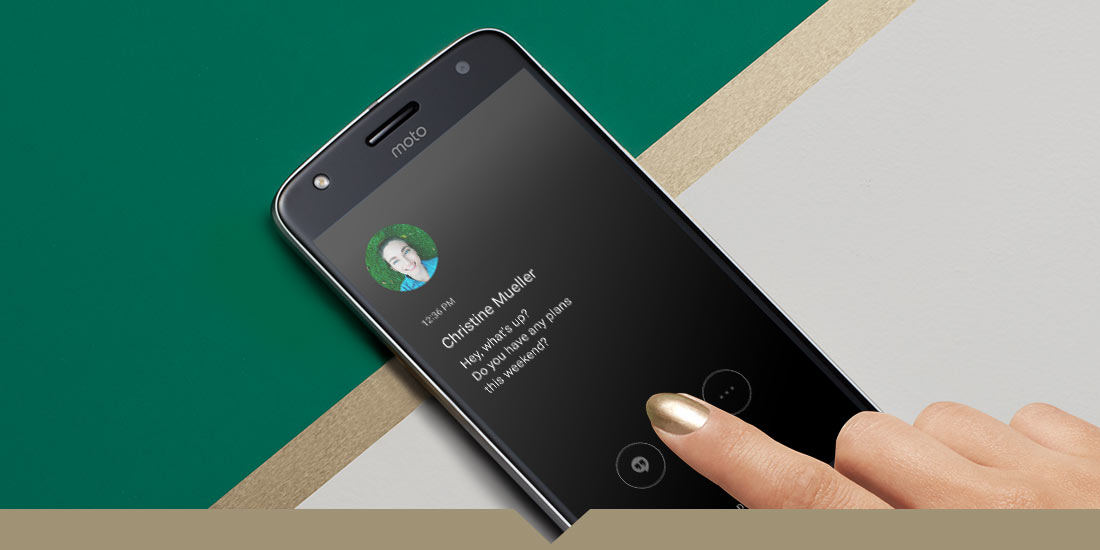 moto
12:36 PM
Christine Mueller
Hey, what's up?
Do you have any plans
this weekend?